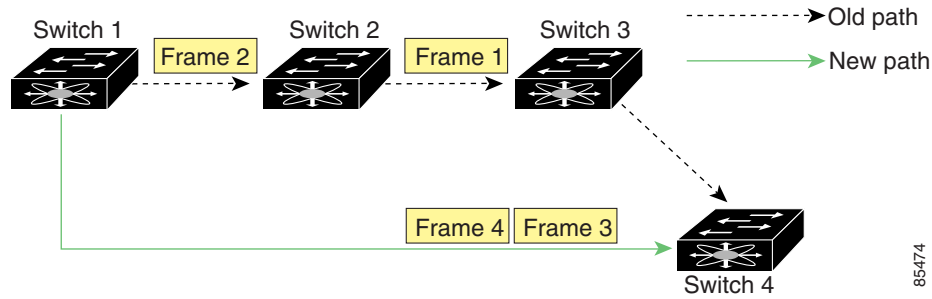 Switch 1
Switch 2
Switch 3
Old path
New path
Frame 2
Frame 1
Frame 4
Frame 3
Switch 4
85474